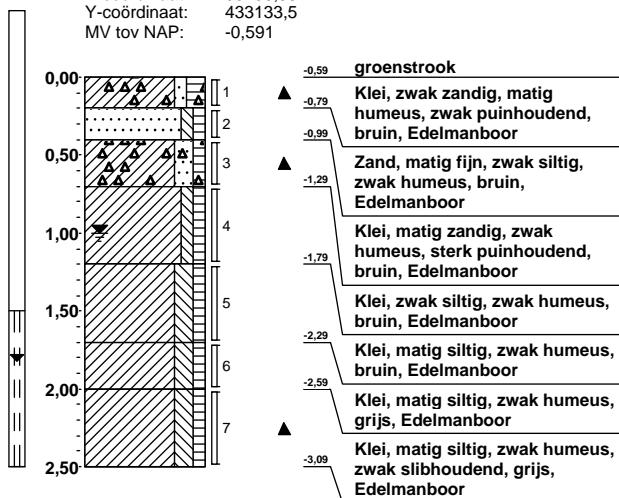 Y-coördinaat: 433133,5
MV tov NAP: -0,591
0,00
0,50
1,00
1,50
2,00
2,50
1
2
3
4
5
6
7
-0,59 groenstrook
-0,79 Klei, zwak zandig, matig
humeus, zwak puinhoudend,
bruin, Edelmanboor
-0,99 Zand, matig fijn, zwak siltig,
zwak humeus, bruin,
Edelmanboor
-1,29 Klei, matig zandig, zwak
humeus, sterk puinhoudend,
bruin, Edelmanboor
-1,79 Klei, zwak siltig, zwak humeus,
bruin, Edelmanboor
-2,29 Klei, matig siltig, zwak humeus,
bruin, Edelmanboor
-2,59 Klei, matig siltig, zwak humeus,
grijs, Edelmanboor
-3,09 Klei, matig siltig, zwak humeus,
zwak slibhoudend, grijs,
Edelmanboor